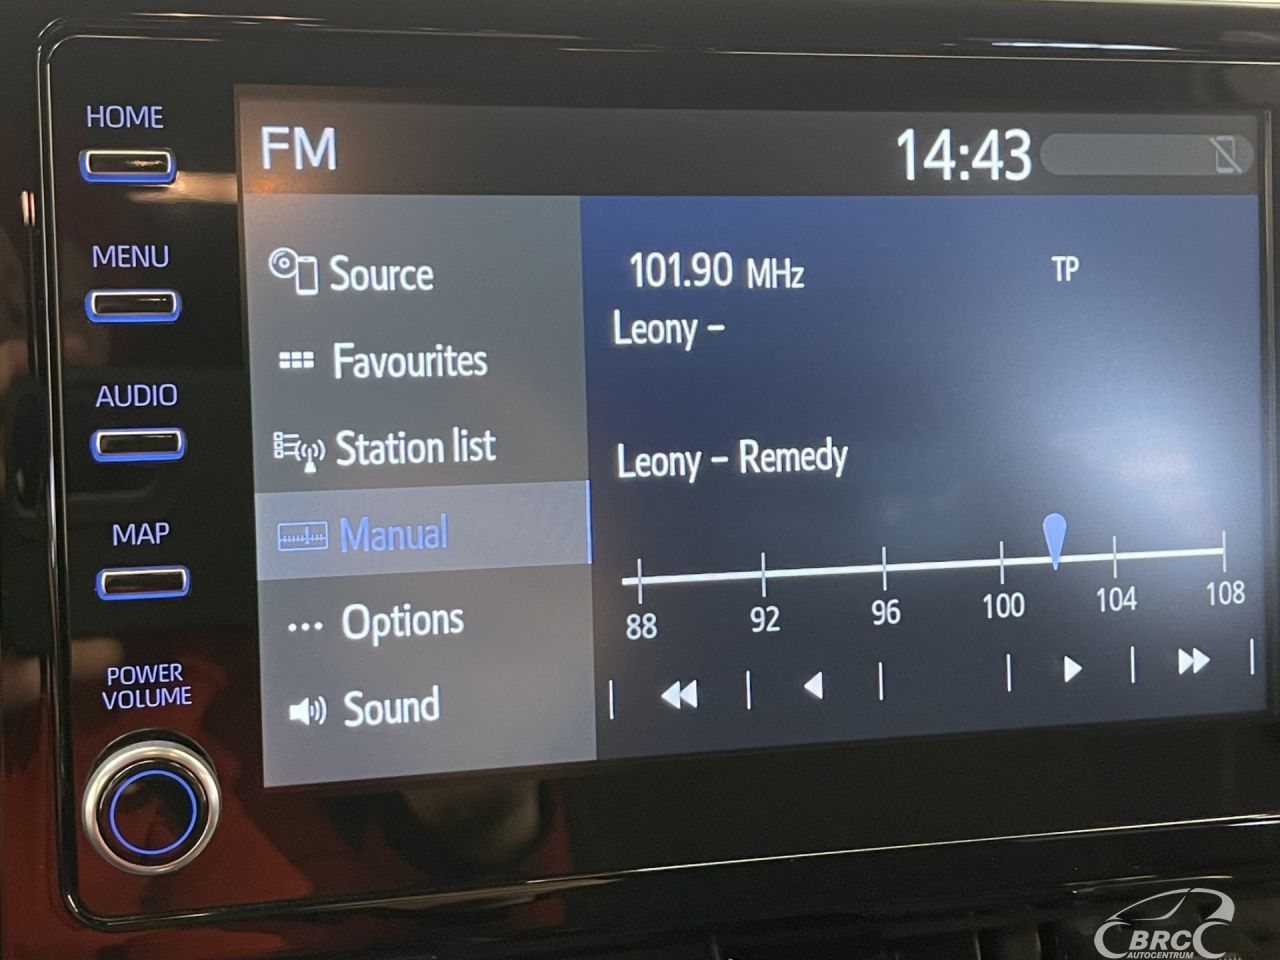 HOME
MENU
AUDIO
MAP
POWER
VOLUME
FM
14:43
Source
Favourites
Station list
Manual
Options
Sound
101.90 MHz
TP
Leony –
Leony – Remedy
88 92 96 100 104 108
BRC
AUTOCENTRUM